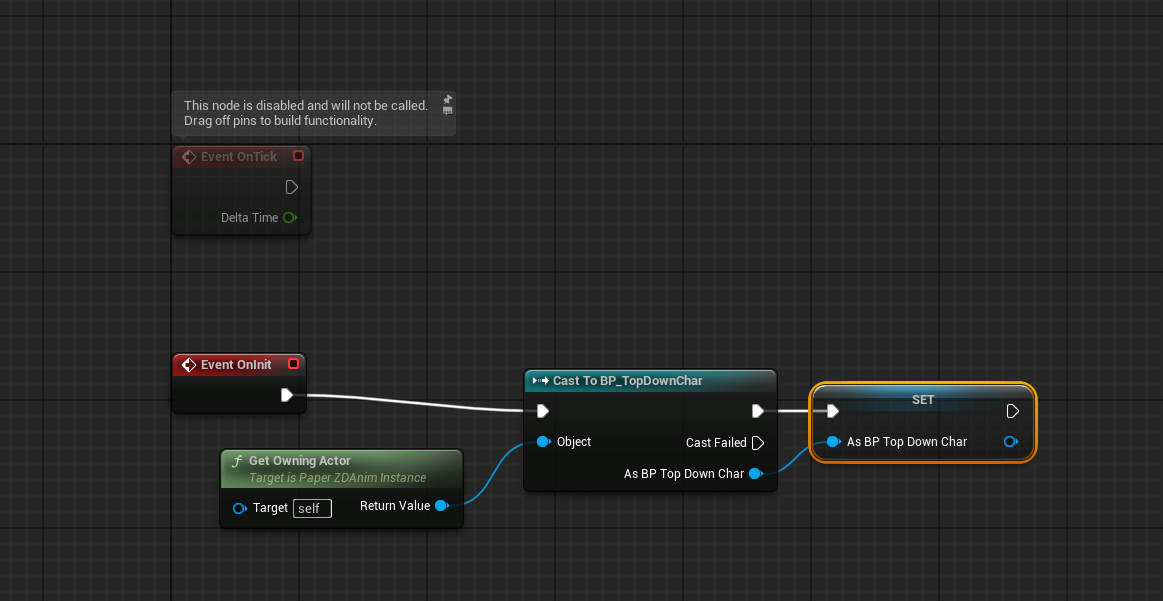 This node is disabled and will not be called.
Drag off pins to build functionality.
Event OnTick
Delta Time
Event OnInit
Get Owning Actor
Target is Paper ZDAnim Instance
Target self
Return Value
Cast To BP_TopDownChar
Object
Cast Failed
As BP Top Down Char
SET
As BP Top Down Char